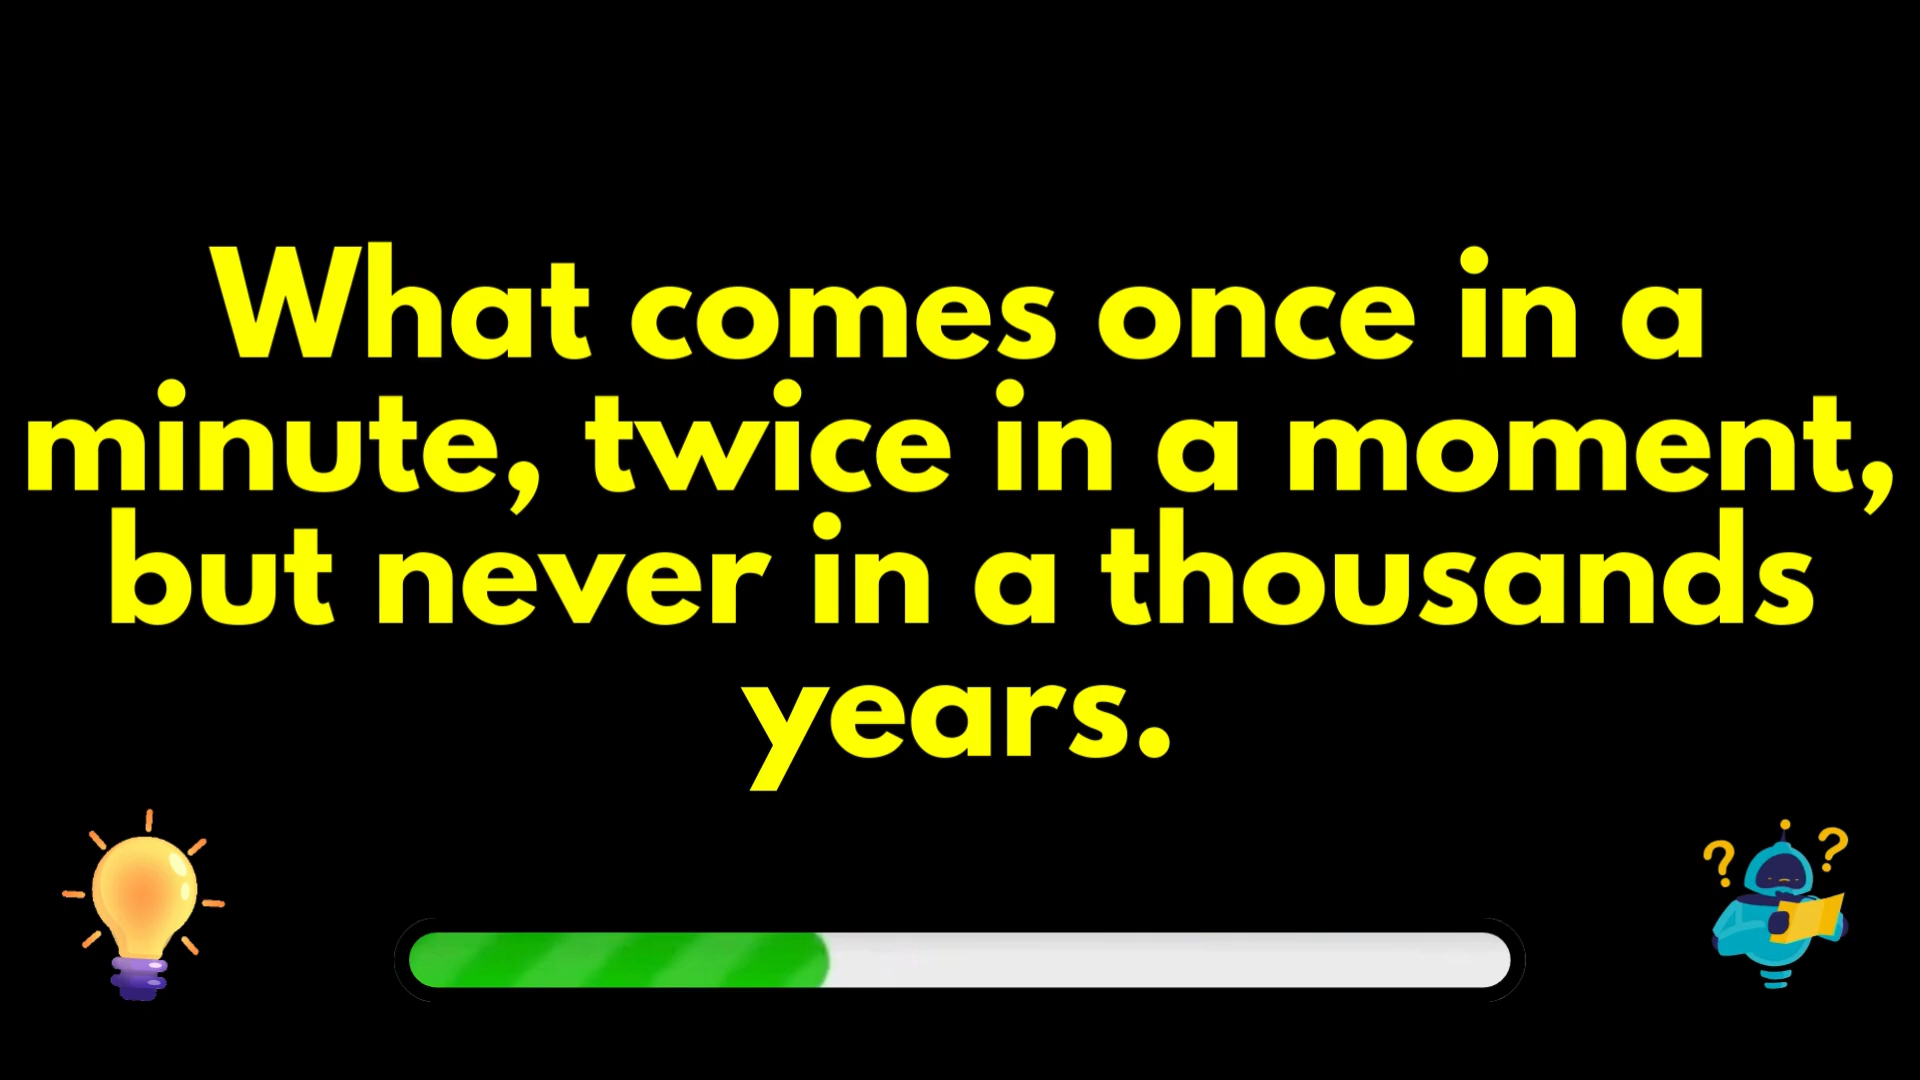 What comes once in a
minute, twice in a moment,
but never in a thousands
years.